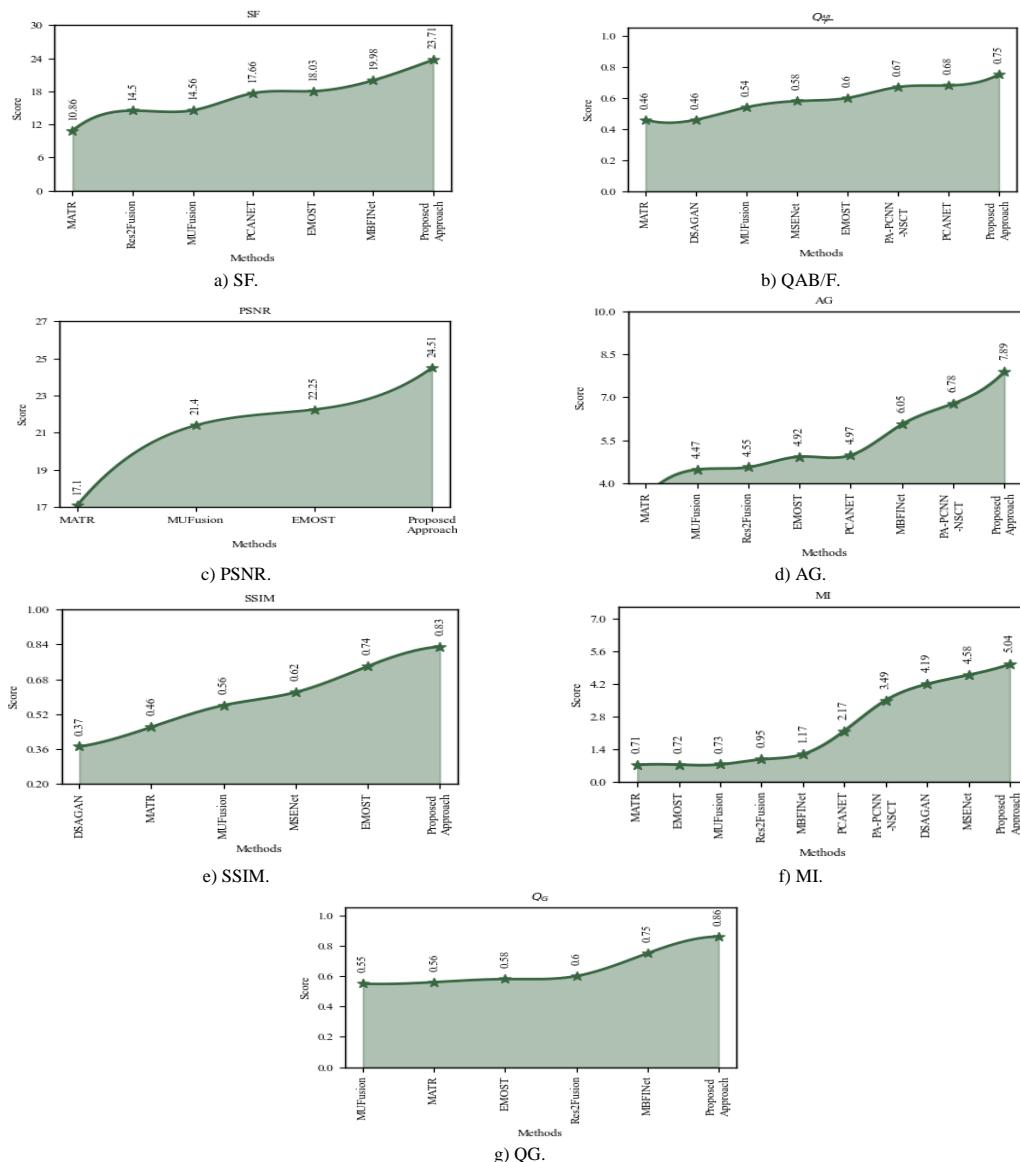 SF
30
24
18
12
6
0
Score
10.86
14.5
14.56
17.66
18.03
19.98
23.71
MATR
Res2Fusion
MUFusion
PCANET
EMOST
MBFINet
Proposed
Approach
Methods
a) SF.
Q AB/F
1.0
0.8
0.6
0.4
0.2
0.0
Score
0.46
0.46
0.54
0.58
0.6
0.67
0.68
0.75
MATR
DSAGAN
MUFusion
MSENet
EMOST
PA-PCNN
-NSCT
PCANET
Proposed
Approach
Methods
b) QAB/F.
PSNR
27
25
23
21
19
17
Score
17.1
21.4
22.25
24.51
MATR
MUFusion
EMOST
Proposed
Approach
Methods
c) PSNR.
AG
10.0
8.5
7.0
5.5
4.0
Score
4.47
4.55
4.92
4.97
6.05
6.78
7.89
MATR
MUFusion
Res2Fusion
EMOST
PCANET
MBFINet
PA-PCNN
-NSCT
Proposed
Approach
Methods
d) AG.
SSIM
1.00
0.84
0.68
0.52
0.36
0.20
Score
0.37
0.46
0.56
0.62
0.74
0.83
DSAGAN
MATR
MUFusion
MSENet
EMOST
Proposed
Approach
Methods
e) SSIM.
MI
7.0
5.6
4.2
2.8
1.4
0.0
Score
0.71
0.72
0.73
0.95
1.17
2.17
3.49
4.19
4.58
5.04
MATR
EMOST
MUFusion
Res2Fusion
MBFINet
PCANET
PA-PCNN
-NSCT
DSAGAN
MSENet
Proposed
Approach
Methods
f) MI.
QG
1.0
0.8
0.6
0.4
0.2
0.0
Score
0.55
0.56
0.58
0.6
0.75
0.86
MUFusion
MATR
EMOST
Res2Fusion
MBFINet
Proposed
Approach
Methods
g) QG.